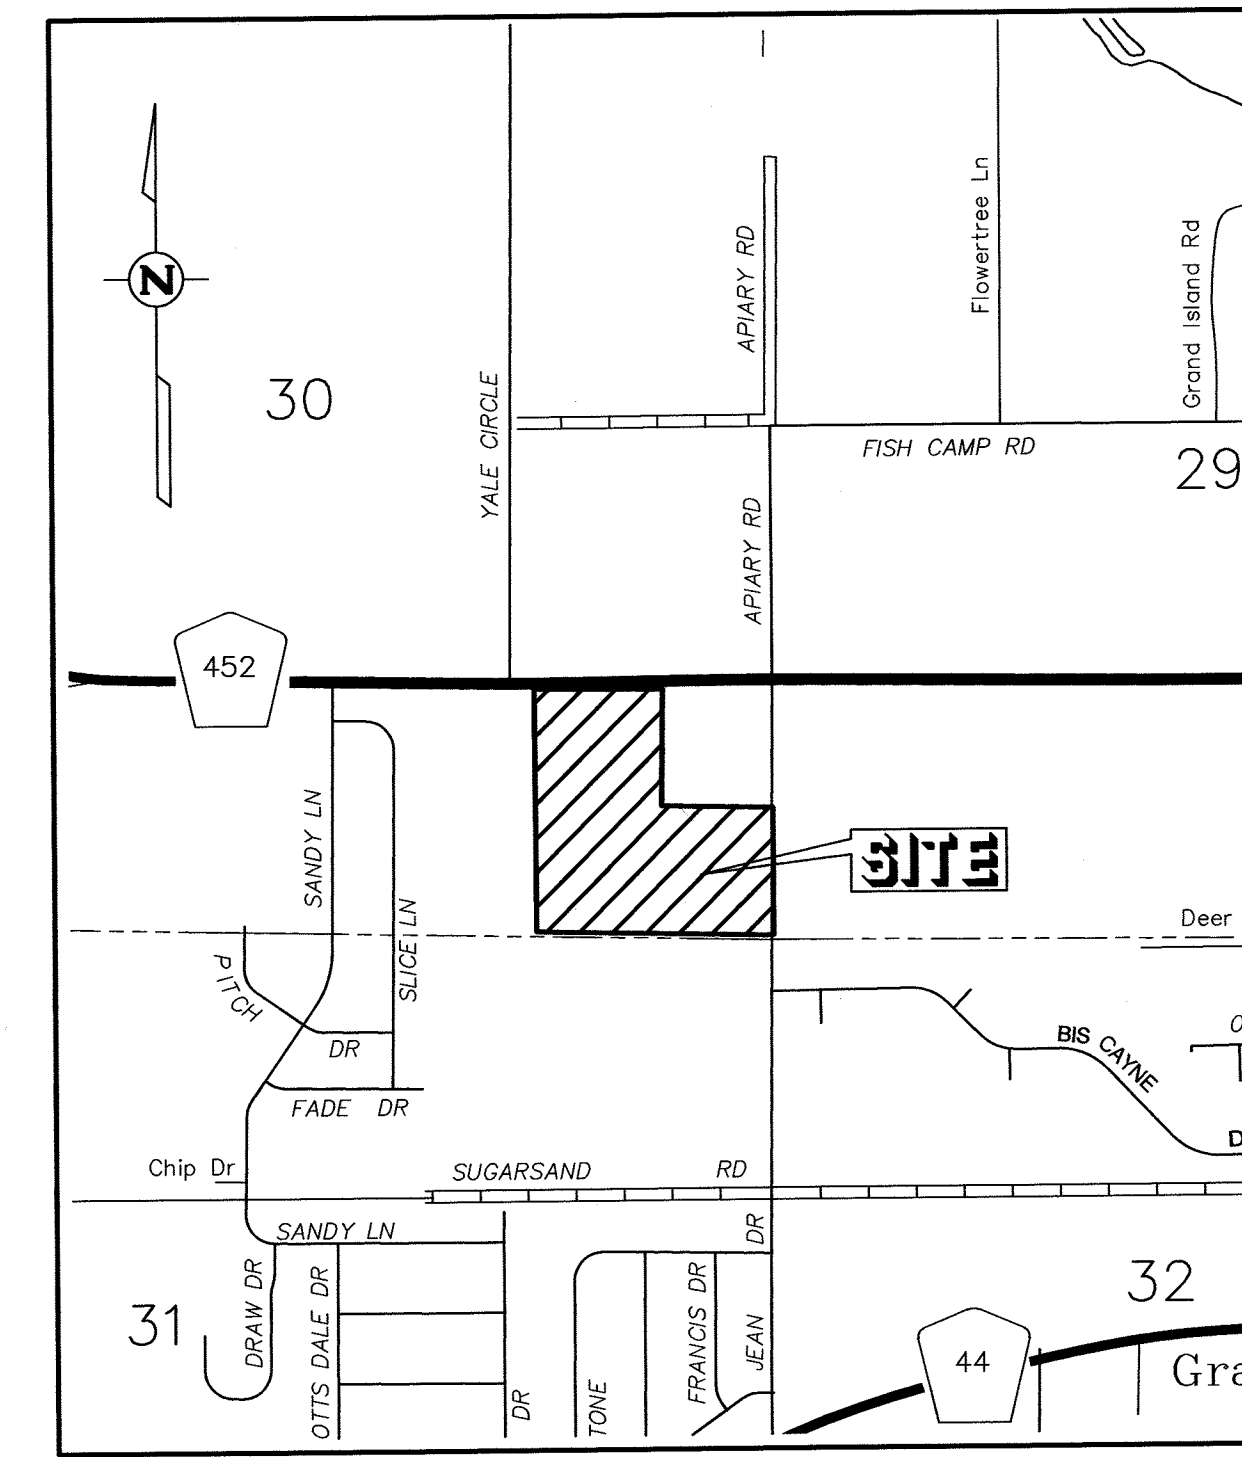 Flowertree Ln
APIARY RD
Grand Island Rd
N
30
YALE CIRCLE
FISH CAMP RD
29
APIARY RD
452
SANDY LN
SITE
SLICE LN
Deer
PITCH
DR
BIS CAYNE
FADE DR
Chip Dr
SUGARSAND RD
SANDY LN
DR
DRAW DR
OTTS DALE DR
FRANCIS DR
JEAN
32
31
44
Gra
DR
TONE